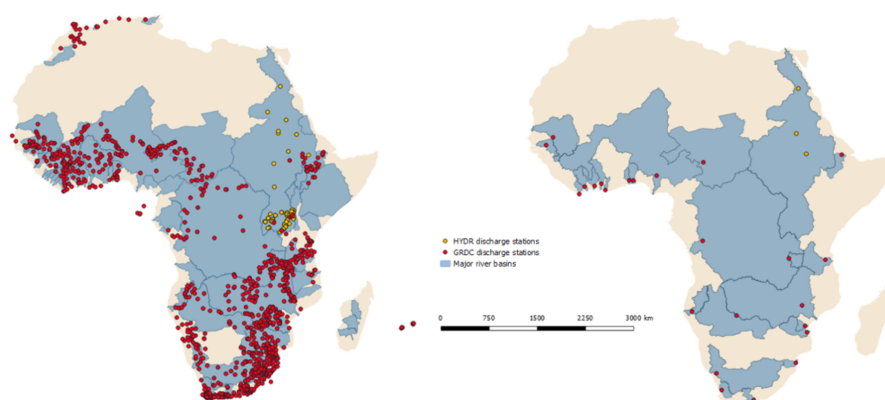 HYDR discharge stations
GRDC discharge stations
Major river basins
0 750 1500 2250 3000 km